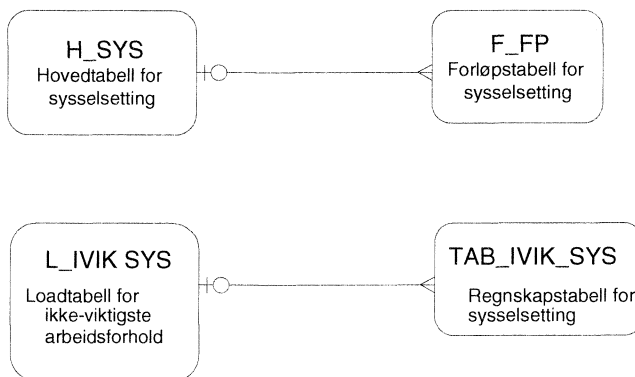 H_SYS
Hovedtabell for
sysselsetting
F_FP
Forløpstabell for
sysselsetting
L_IVIK SYS
Loadtabell for
ikke-viktigste
arbeidsforhold
TAB_IVIK_SYS
Regnskapstabell for
sysselsetting